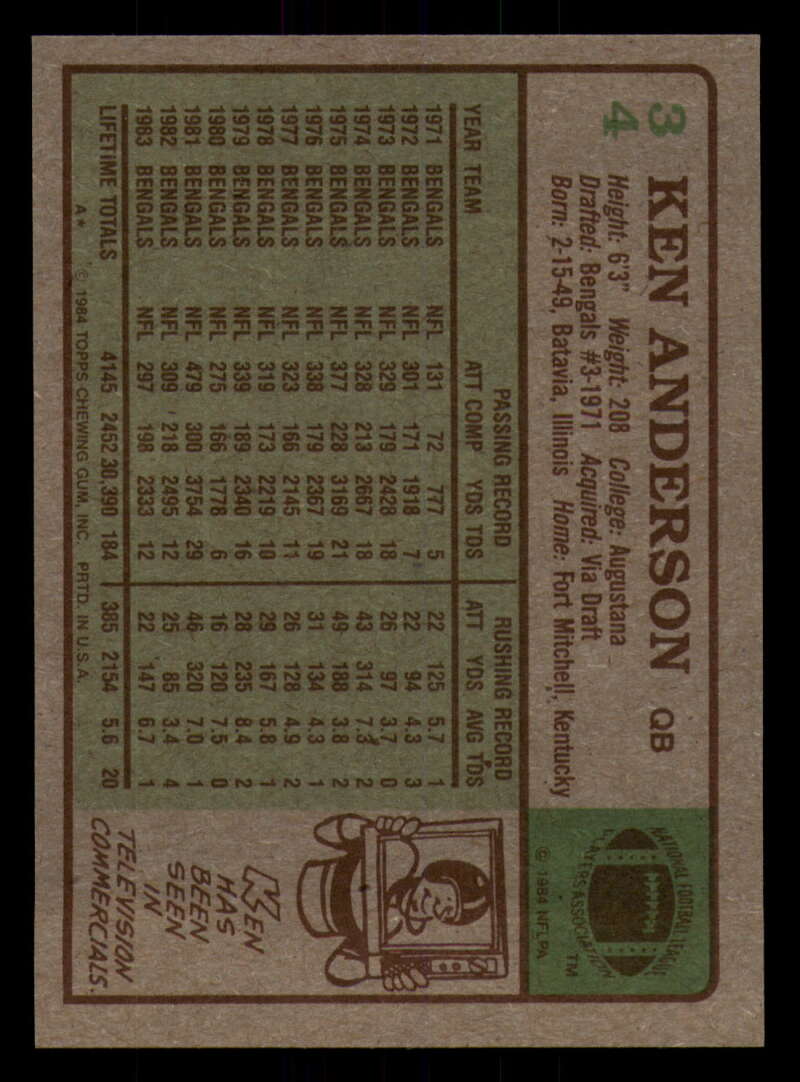 34
KEN ANDERSON QB
Height: 6'3" Weight: 208 College: Augustana
Drafted: Bengals #3-1971 Acquired: Via Draft
Born: 2-15-49, Batavia, Illinois Home: Fort Mitchell, Kentucky
NATIONAL FOOTBALL LEAGUE
PLAYERS ASSOCIATION
TM
© 1984 NFLPA
PASSING RECORD RUSHING RECORD
YEAR TEAM ATT COMP YDS TDS ATT YDS AVG TDS
1971 BENGALS NFL 131 72 777 5 22 125 5.7 1
1972 BENGALS NFL 301 171 1918 7 22 94 4.3 3
1973 BENGALS NFL 329 179 2428 18 26 97 3.7 0
1974 BENGALS NFL 328 213 2667 18 43 314 7.3 2
1975 BENGALS NFL 377 228 3169 21 49 188 3.8 2
1976 BENGALS NFL 338 179 2367 19 31 134 4.3 1
1977 BENGALS NFL 323 166 2145 11 26 128 4.9 2
1978 BENGALS NFL 319 173 2219 10 29 167 5.8 1
1979 BENGALS NFL 339 189 2340 16 28 235 8.4 2
1980 BENGALS NFL 275 166 1778 6 16 120 7.5 0
1981 BENGALS NFL 479 300 3754 29 46 320 7.0 1
1982 BENGALS NFL 309 218 2495 12 25 85 3.4 4
1983 BENGALS NFL 297 198 2333 12 22 147 6.7 1
LIFETIME TOTALS 4145 2452 30,390 184 385 2154 5.6 20
A* © 1984 TOPPS CHEWING GUM, INC. PRTD. IN U.S.A.
KEN
HAS
BEEN
SEEN
IN
TELEVISION
COMMERCIALS.